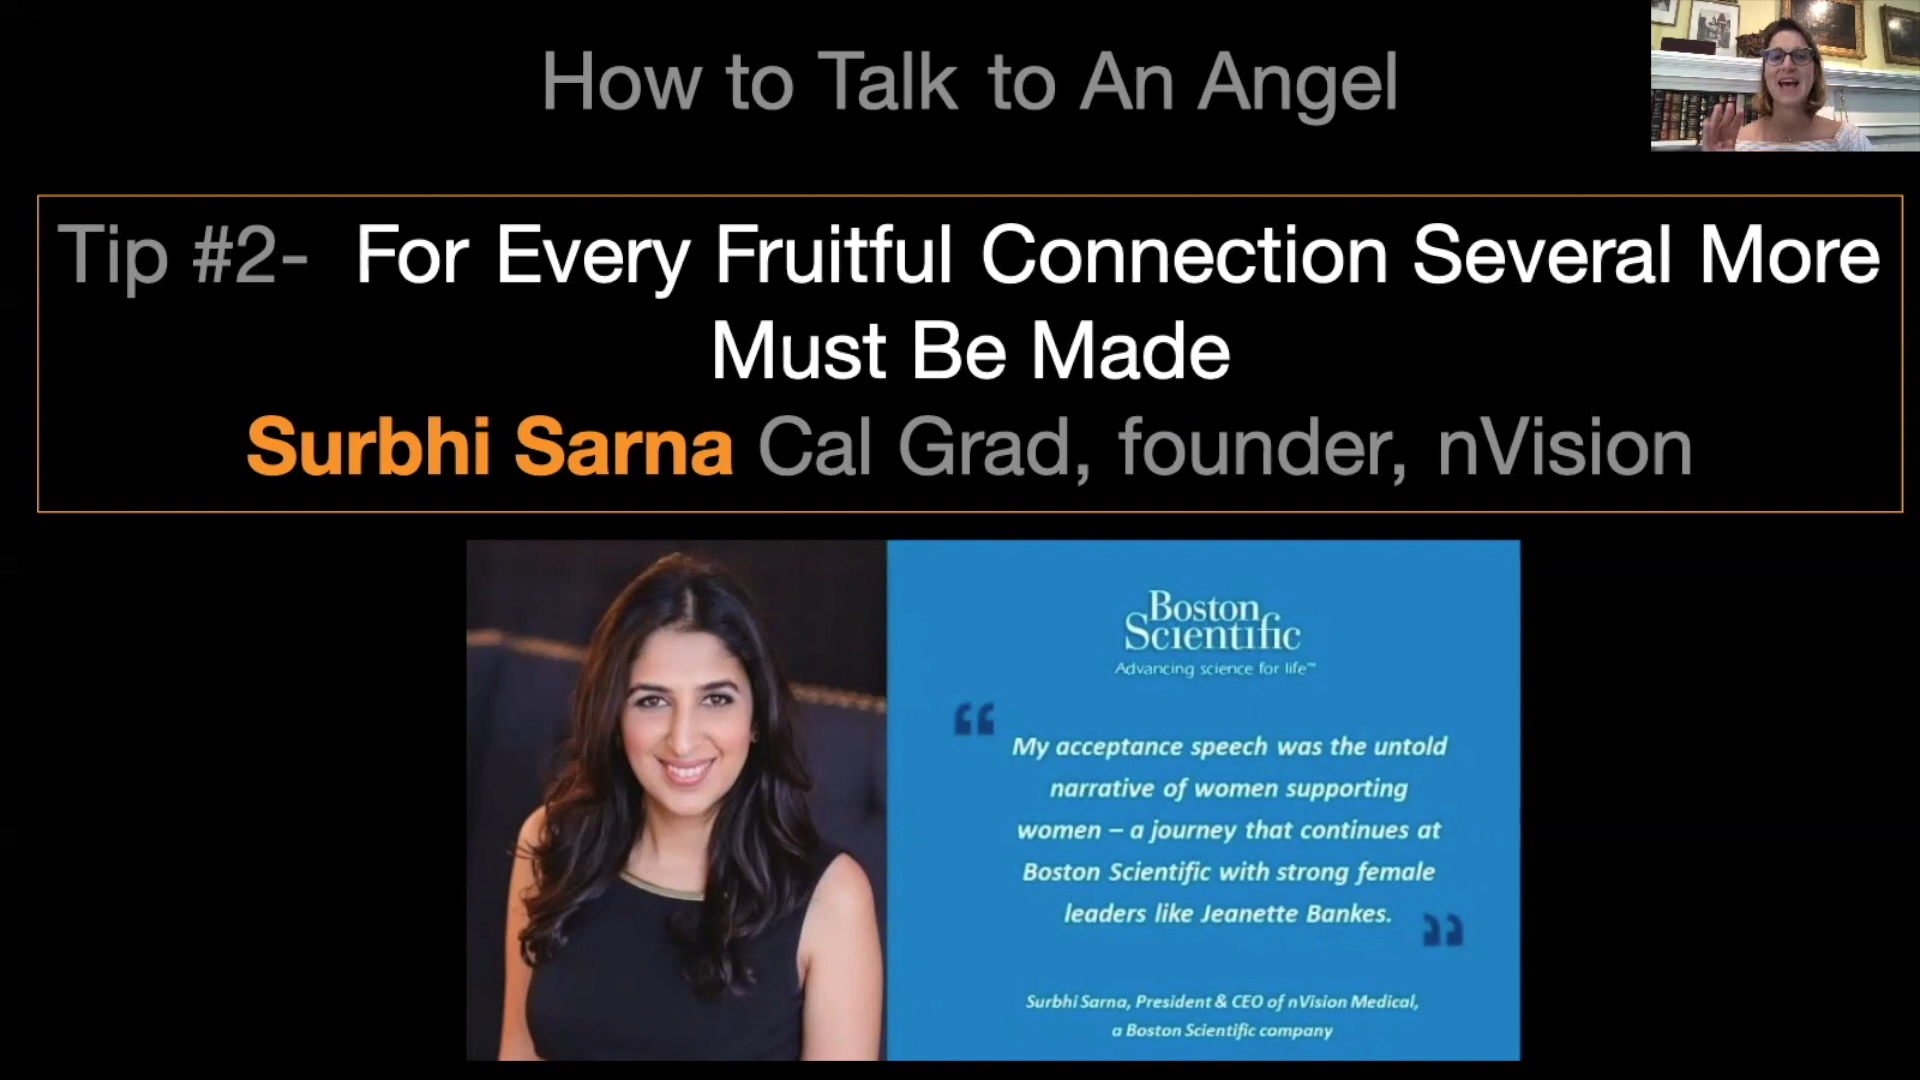 How to Talk to An Angel
Tip #2- For Every Fruitful Connection Several More
Must Be Made
Surbhi Sarna Cal Grad, founder, nVision
Boston
Scientific
Advancing science for life™
“
My acceptance speech was the untold
narrative of women supporting
women – a journey that continues at
Boston Scientific with strong female
leaders like Jeanette Bankes.
”
Surbhi Sarna, President & CEO of nVision Medical,
a Boston Scientific company